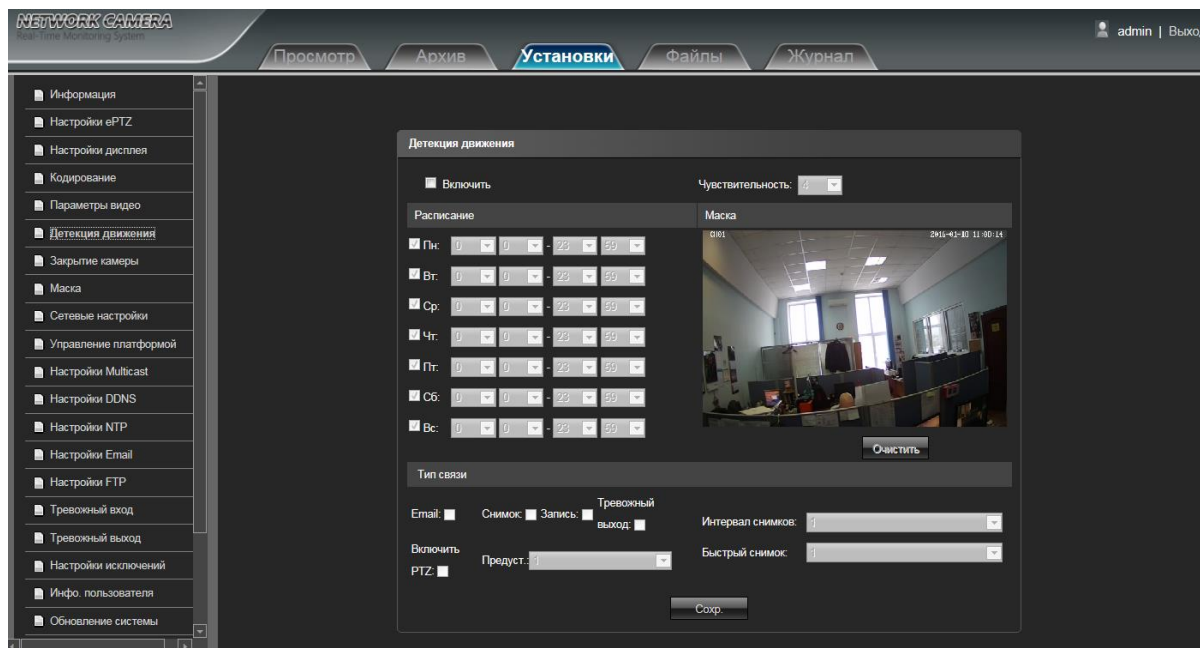 NETWORK CAMERA
Real-Time Monitoring System
admin | Выход
Просмотр
Архив
Установки
Файлы
Журнал
Информация
Настройки ePTZ
Настройки дисплея
Кодирование
Параметры видео
Детекция движения
Закрытие камеры
Маска
Сетевые настройки
Управление платформой
Настройки Multicast
Настройки DDNS
Настройки NTP
Настройки Email
Настройки FTP
Тревожный вход
Тревожный выход
Настройки исключений
Инфо. пользователя
Обновление системы
Детекция движения
Включить
Чувствительность: 4
Расписание
Маска
Пн: 0 0 - 23 59
Вт: 0 0 - 23 59
Ср: 0 0 - 23 59
Чт: 0 0 - 23 59
Пт: 0 0 - 23 59
Сб: 0 0 - 23 59
Вс: 0 0 - 23 59
CH01
11:00:14
Очистить
Тип связи
Email:
Снимок:
Запись:
Тревожный
выход:
Интервал снимков: 1
Включить
PTZ:
Предуст.: 1
Быстрый снимок: 1
Сохр.